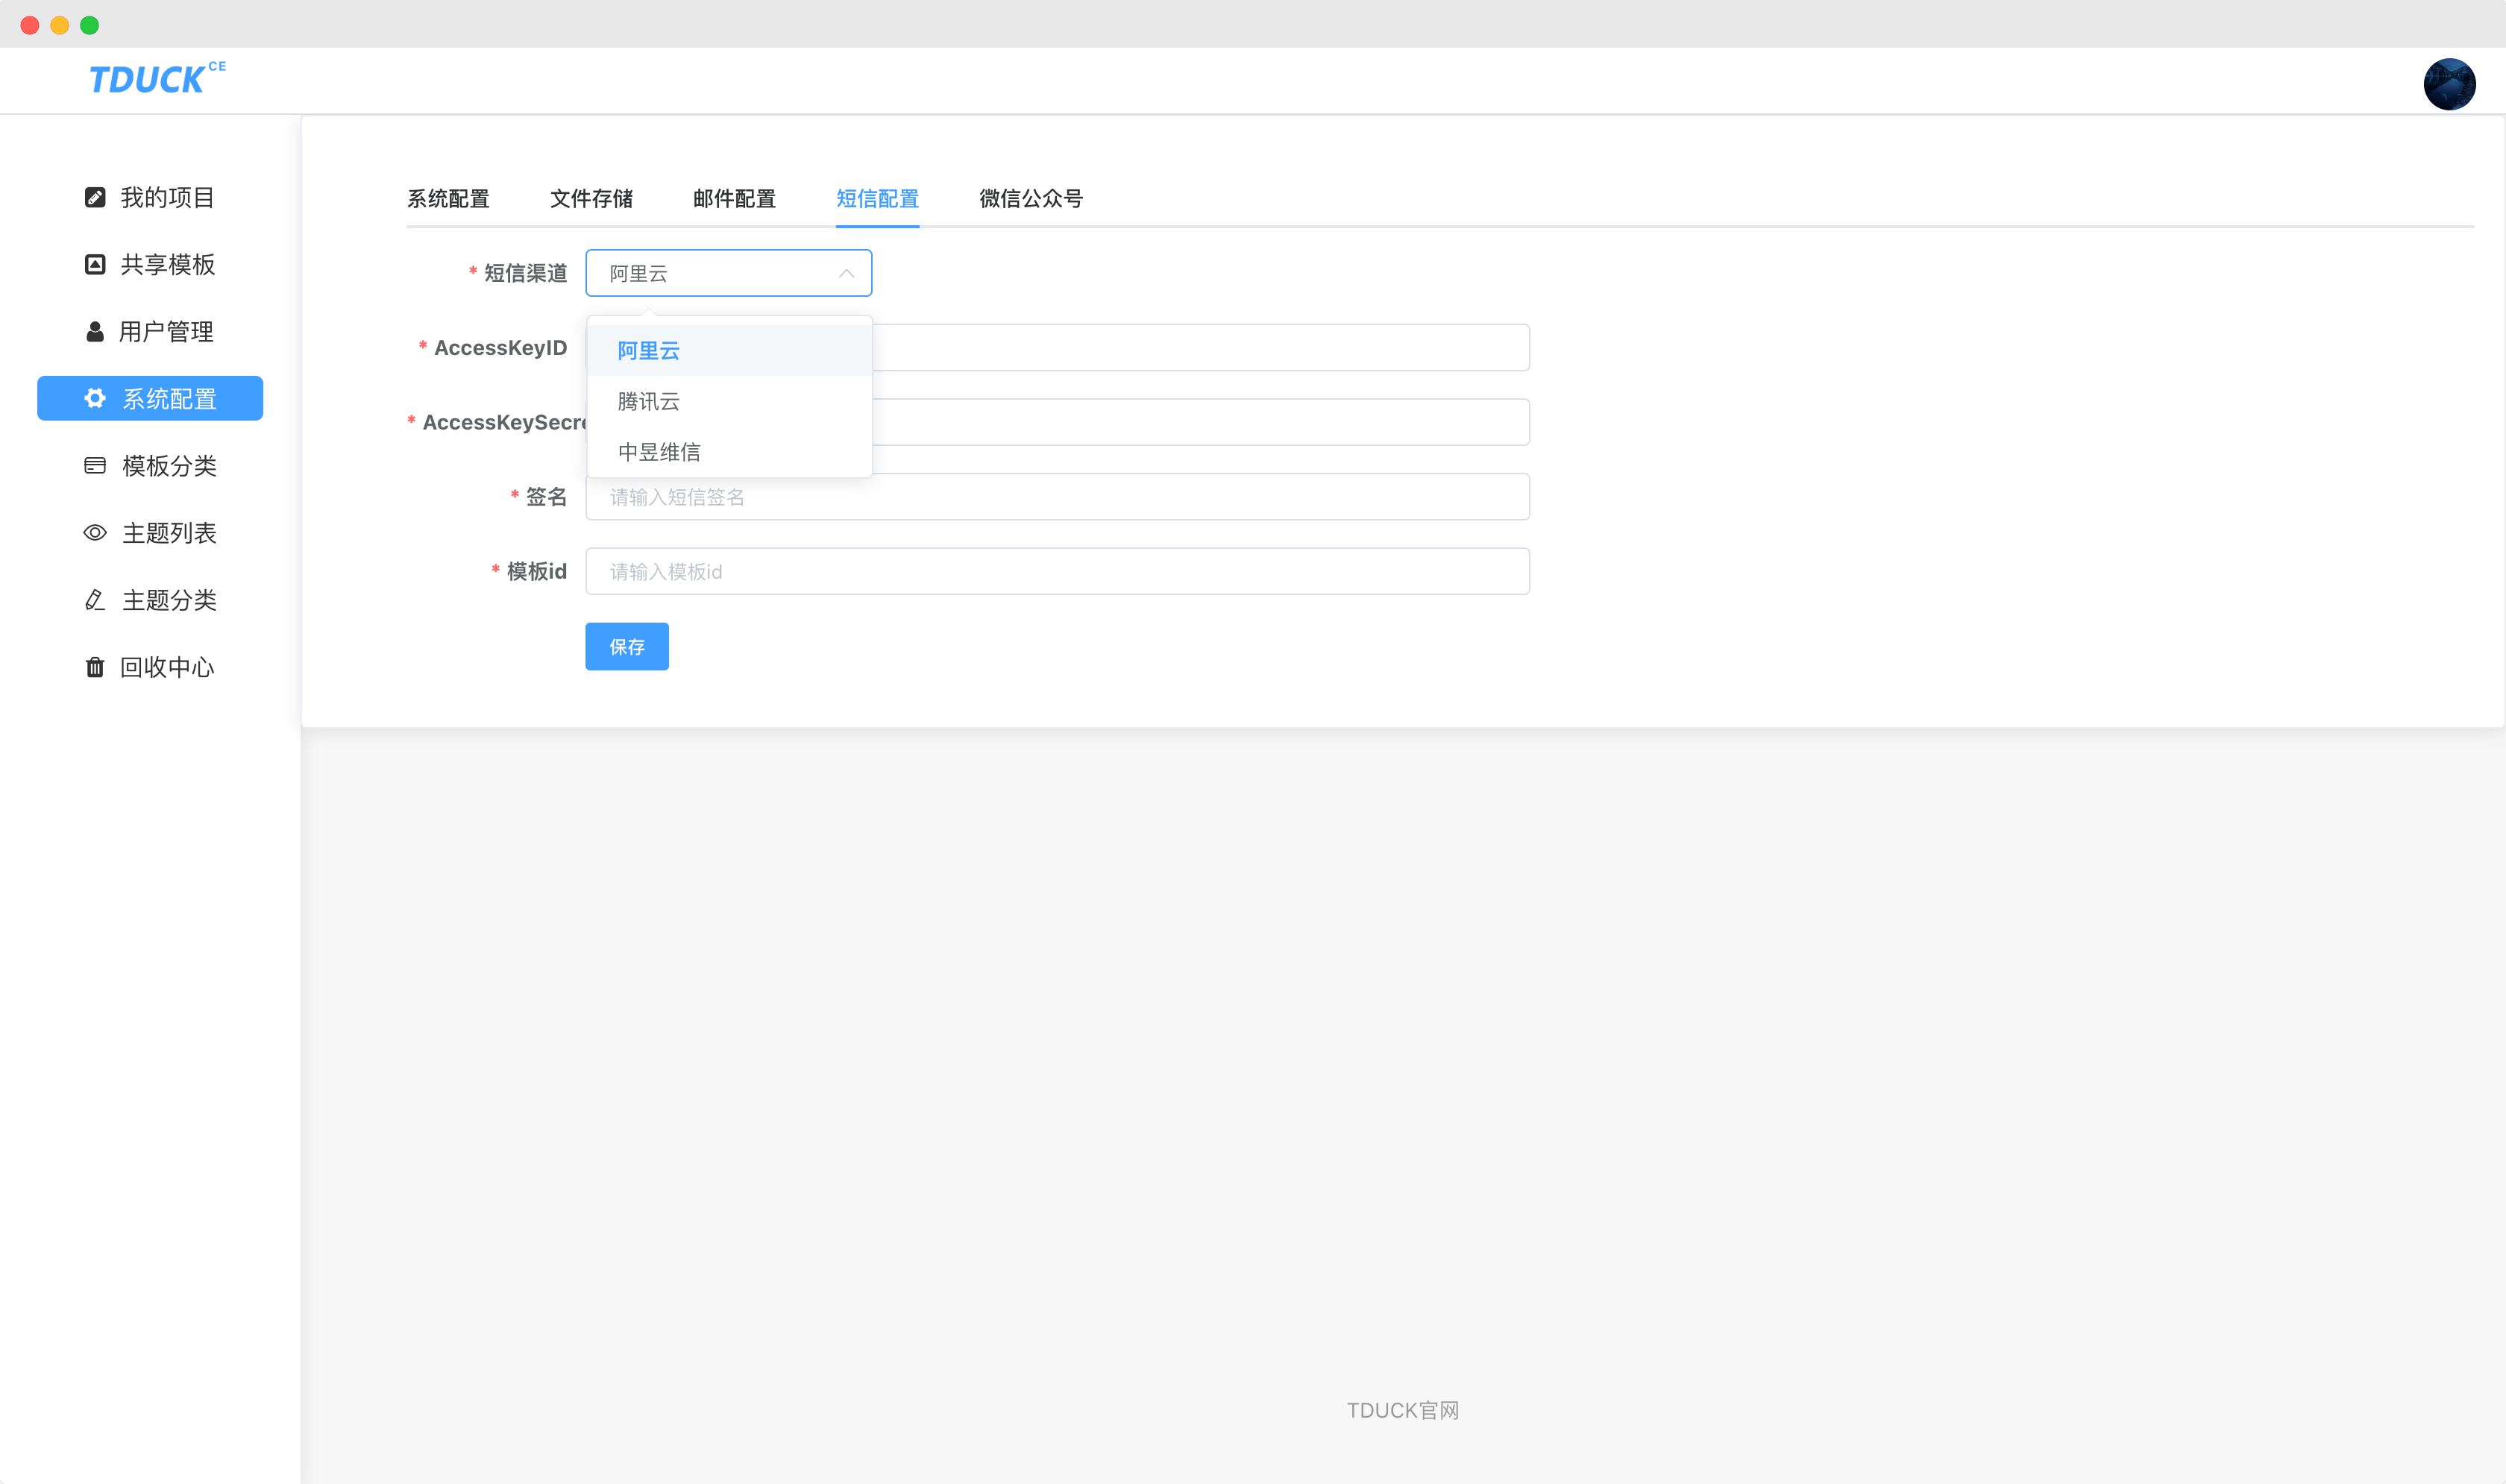 TDUCK CE
我的项目
共享模板
用户管理
系统配置
模板分类
主题列表
主题分类
回收中心
系统配置 文件存储 邮件配置 短信配置 微信公众号
* 短信渠道 阿里云
阿里云
腾讯云
中昱维信
* AccessKeyID
* AccessKeySecre
* 签名 请输入短信签名
* 模板id 请输入模板id
保存
TDUCK官网